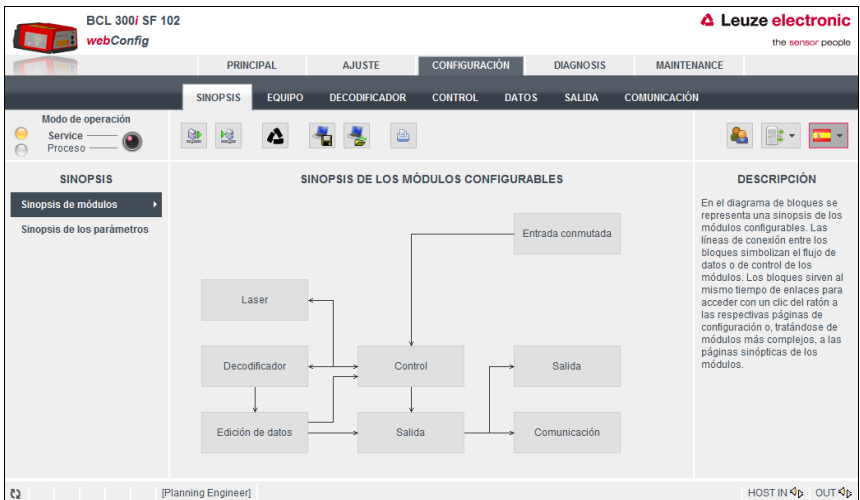 BCL 300i SF 102
webConfig
Leuze electronic
the sensor people
PRINCIPAL AJUSTE CONFIGURACIÓN DIAGNOSIS MAINTENANCE
SINOPSIS EQUIPO DECODIFICADOR CONTROL DATOS SALIDA COMUNICACIÓN
Modo de operación
Service
Proceso
SINOPSIS
Sinopsis de módulos
Sinopsis de los parámetros
SINOPSIS DE LOS MÓDULOS CONFIGURABLES
Entrada conmutada
Laser
Decodificador
Control
Salida
Edición de datos
Salida
Comunicación
DESCRIPCIÓN
En el diagrama de bloques se
representa una sinopsis de los
módulos configurables. Las
líneas de conexión entre los
bloques simbolizan el flujo de
datos o de control de los
módulos. Los bloques sirven al
mismo tiempo de enlaces para
acceder con un clic del ratón a
las respectivas páginas de
configuración o, tratándose de
módulos más complejos, a las
páginas sinópticas de los
módulos.
[Planning Engineer]
HOST IN OUT